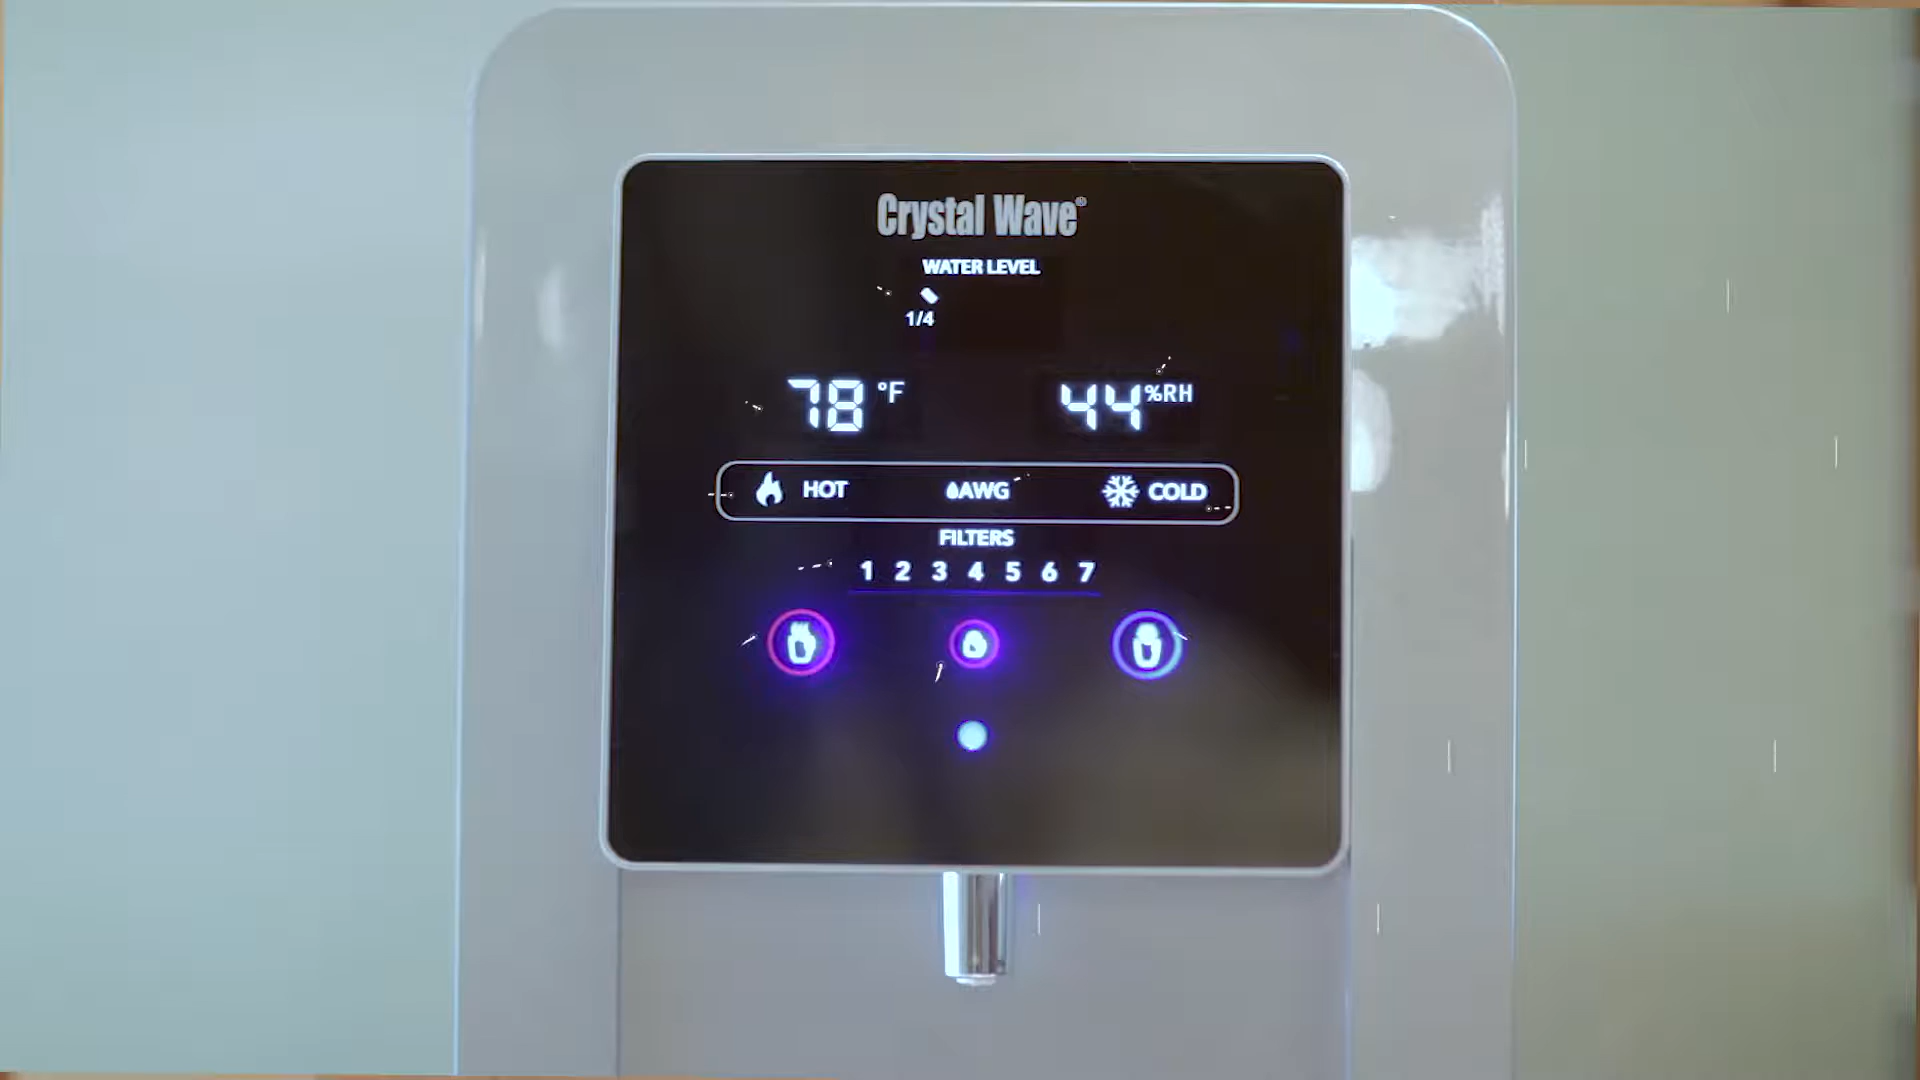 Crystal Wave®
WATER LEVEL
1/4
78 °F
44 %RH
HOT
AWG
COLD
FILTERS
1 2 3 4 5 6 7